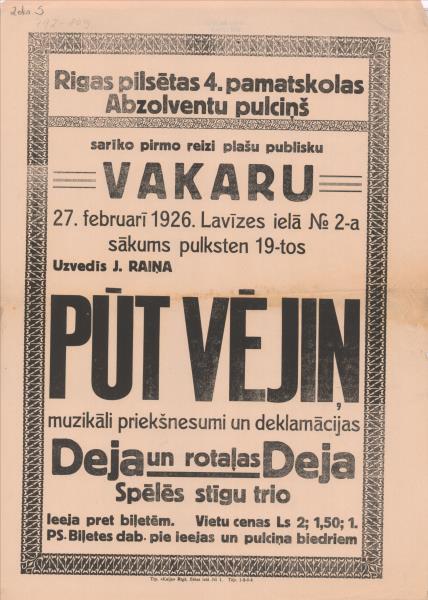 Rigas pilsētas 4. pamatskolas
Abzolventu pulciņš
sarīko pirmo reizi plašu publisku
VAKARU
27. februarī 1926. Lavīzes ielā № 2-a
sākums pulksten 19-tos
Uzvedīs J. RAIŅA
PŪT VĒJIŅ
muzikāli priekšnesumi un deklamācijas
Deja un rotaļas Deja
Spēlēs stīgu trio
Ieeja pret biļetēm. Vietu cenas Ls 2; 1,50; 1.
PS. Biļetes dab. pie ieejas un pulciņa biedriem